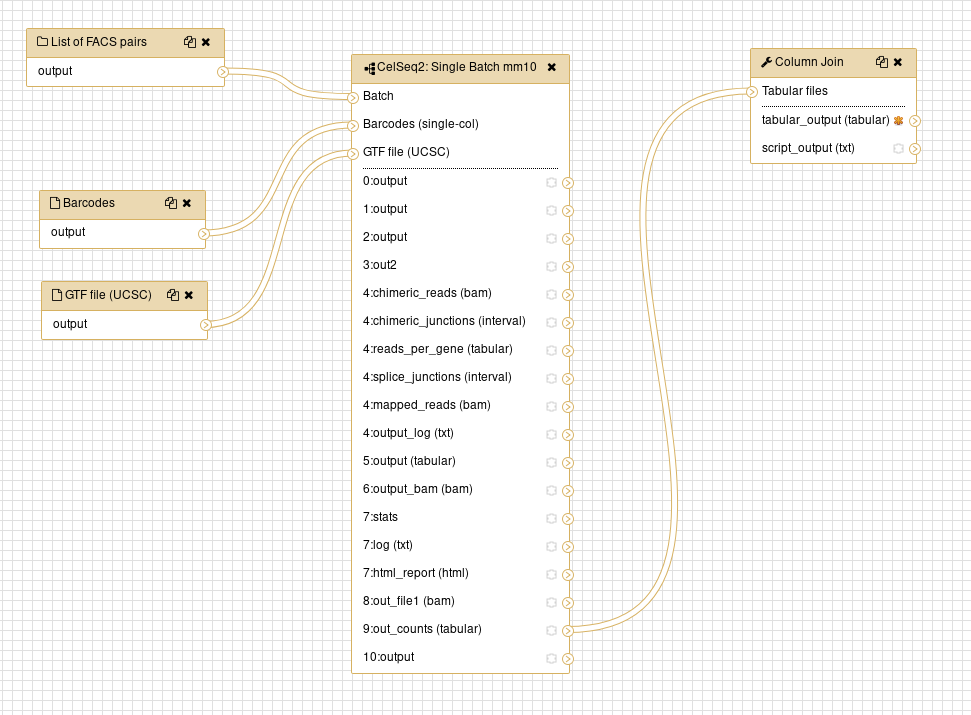 List of FACS pairs
output
Barcodes
output
GTF file (UCSC)
output
CelSeq2: Single Batch mm10
Batch
Barcodes (single-col)
GTF file (UCSC)
0:output
1:output
2:output
3:out2
4:chimeric_reads (bam)
4:chimeric_junctions (interval)
4:reads_per_gene (tabular)
4:splice_junctions (interval)
4:mapped_reads (bam)
4:output_log (txt)
5:output (tabular)
6:output_bam (bam)
7:stats
7:log (txt)
7:html_report (html)
8:out_file1 (bam)
9:out_counts (tabular)
10:output
Column Join
Tabular files
tabular_output (tabular)
script_output (txt)